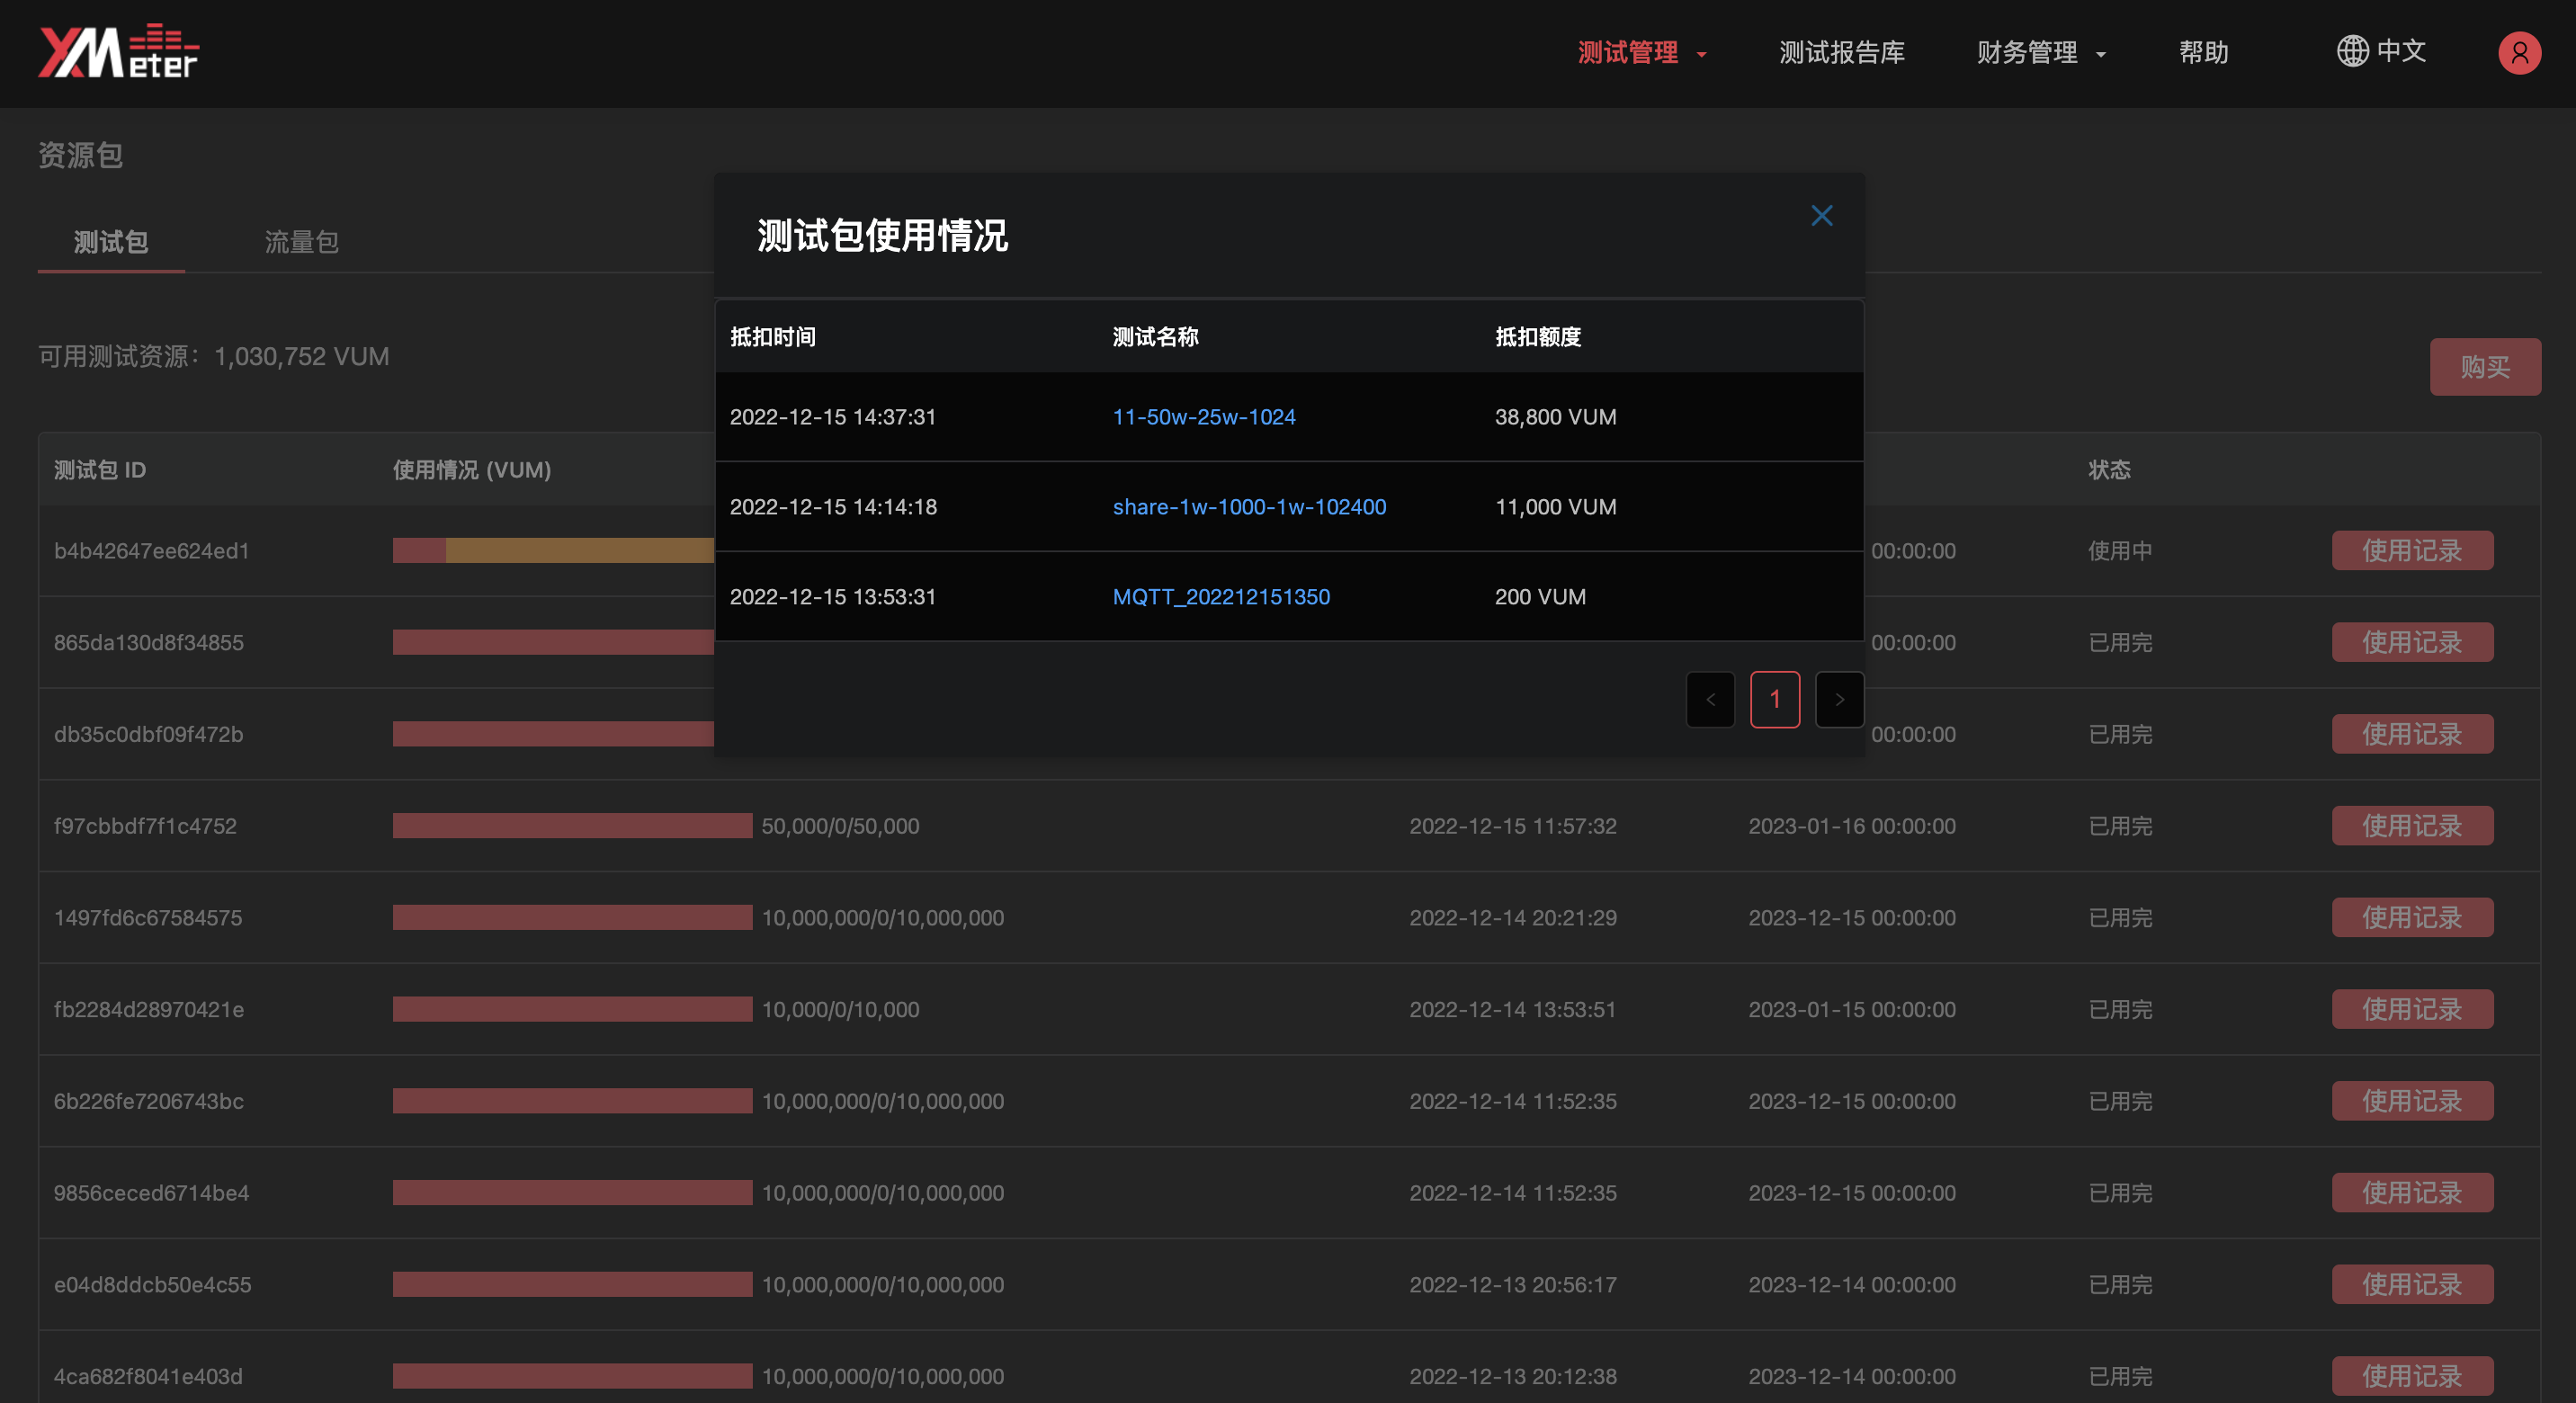 XMeter
测试管理 测试报告库 财务管理 帮助 中文
资源包
测试包 流量包
可用测试资源：1,030,752 VUM
购买
测试包 ID 使用情况 (VUM) 状态
b4b42647ee624ed1 00:00:00 使用中 使用记录
865da130d8f34855 00:00:00 已用完 使用记录
db35c0dbf09f472b 00:00:00 已用完 使用记录
f97cbbdf7f1c4752 50,000/0/50,000 2022-12-15 11:57:32 2023-01-16 00:00:00 已用完 使用记录
1497fd6c67584575 10,000,000/0/10,000,000 2022-12-14 20:21:29 2023-12-15 00:00:00 已用完 使用记录
fb2284d28970421e 10,000/0/10,000 2022-12-14 13:53:51 2023-01-15 00:00:00 已用完 使用记录
6b226fe7206743bc 10,000,000/0/10,000,000 2022-12-14 11:52:35 2023-12-15 00:00:00 已用完 使用记录
9856ceced6714be4 10,000,000/0/10,000,000 2022-12-14 11:52:35 2023-12-15 00:00:00 已用完 使用记录
e04d8ddcb50e4c55 10,000,000/0/10,000,000 2022-12-13 20:56:17 2023-12-14 00:00:00 已用完 使用记录
4ca682f8041e403d 10,000,000/0/10,000,000 2022-12-13 20:12:38 2023-12-14 00:00:00 已用完 使用记录
测试包使用情况
抵扣时间 测试名称 抵扣额度
2022-12-15 14:37:31 11-50w-25w-1024 38,800 VUM
2022-12-15 14:14:18 share-1w-1000-1w-102400 11,000 VUM
2022-12-15 13:53:31 MQTT_202212151350 200 VUM
< 1 >